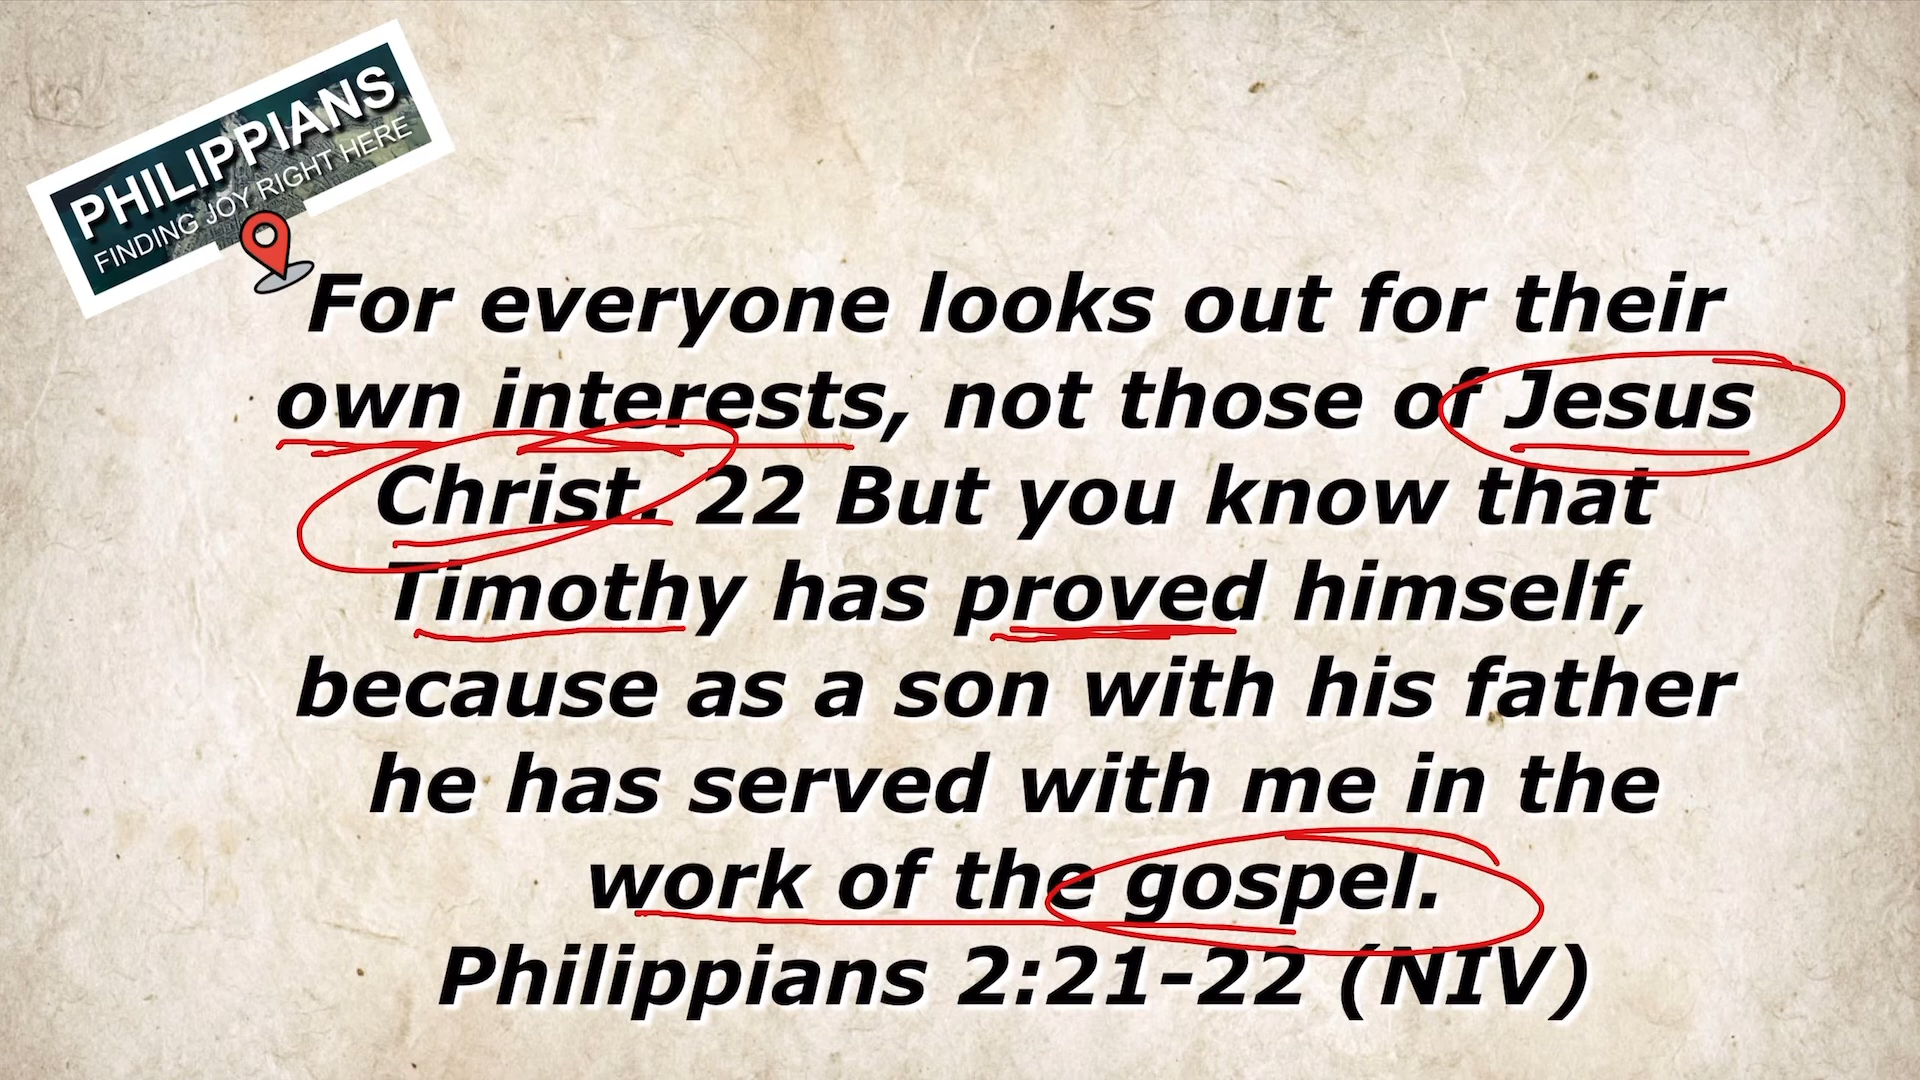 PHILIPPIANS
FINDING JOY RIGHT HERE
For everyone looks out for their
own interests, not those of Jesus
Christ. 22 But you know that
Timothy has proved himself,
because as a son with his father
he has served with me in the
work of the gospel.
Philippians 2:21-22 (NIV)